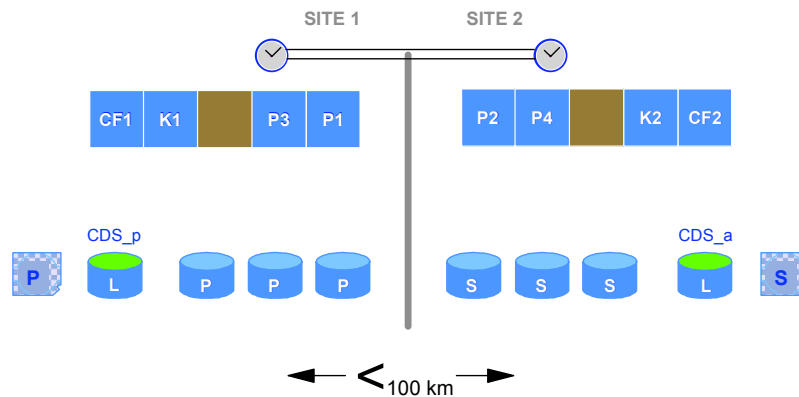 SITE 1 SITE 2
CF1 K1 P3 P1 P2 P4 K2 CF2
CDS_p CDS_a
P L P P P S S S L S
< 100 km